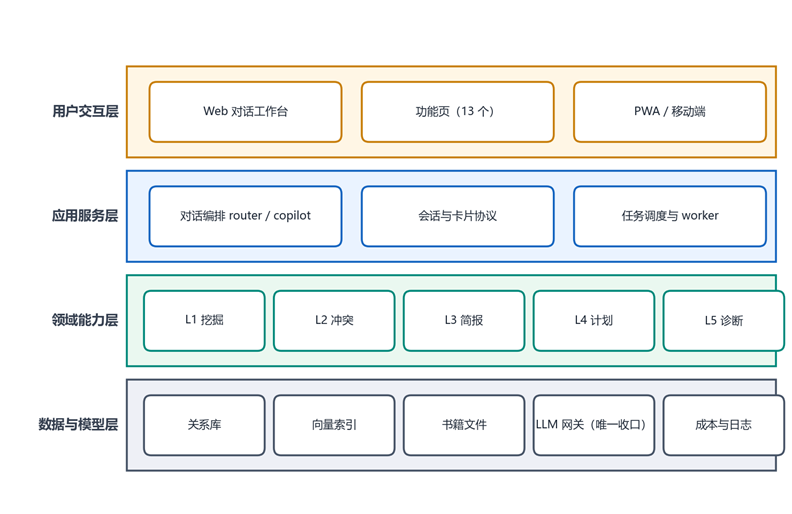 用户交互层
Web 对话工作台
功能页（13 个）
PWA / 移动端
应用服务层
对话编排 router / copilot
会话与卡片协议
任务调度与 worker
领域能力层
L1 挖掘
L2 冲突
L3 简报
L4 计划
L5 诊断
数据与模型层
关系库
向量索引
书籍文件
LLM 网关（唯一收口）
成本与日志